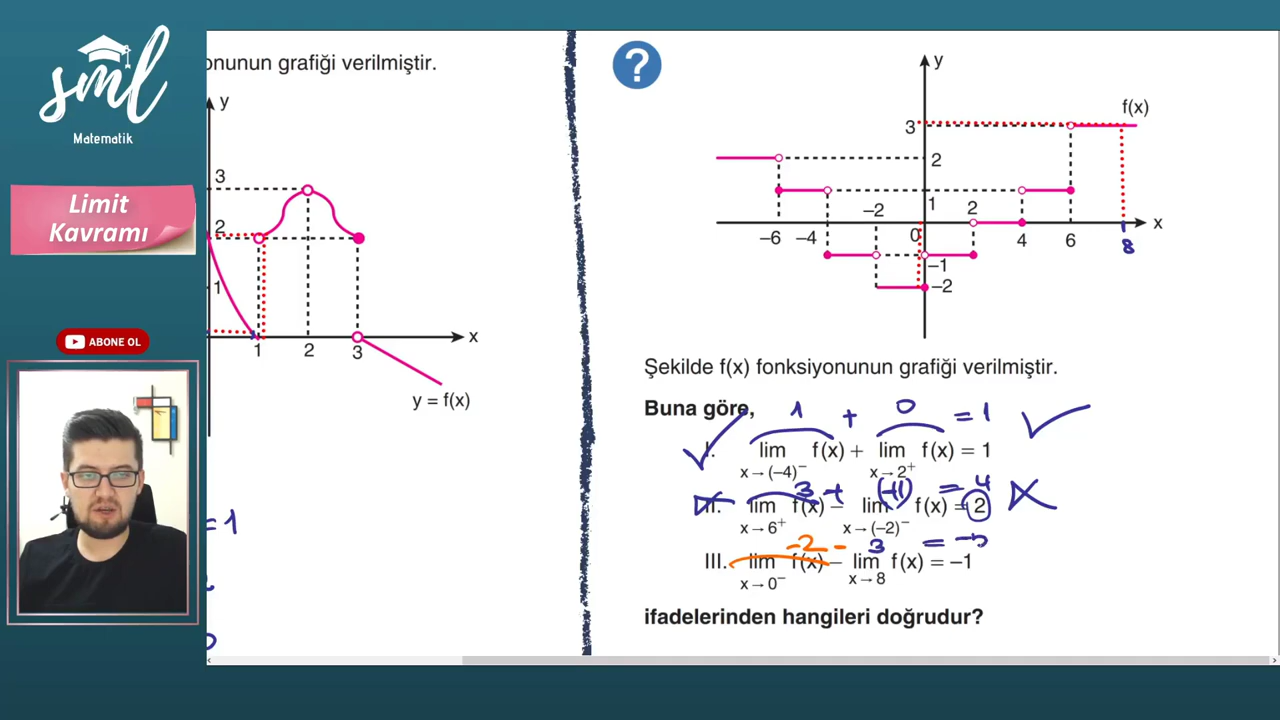 sml
Matematik
Limit
Kavramı
ABONE OL
onunun grafiği verilmiştir.
y
3
2
1
1 2 3
x
y = f(x)
= 1
?
y
f(x)
3
2
1
–2 2
x
–6 –4 0 4 6 8
–1
–2
Şekilde f(x) fonksiyonunun grafiği verilmiştir.
Buna göre,
1 + 0 = 1
I. lim f(x) + lim f(x) = 1
x→(–4)⁻ x→2⁺
3 + (+1) = 4
II. lim f(x) – lim f(x) = 2
x→6⁺ x→(–2)⁻
-2 - 3 = -5
III. lim f(x) – lim f(x) = –1
x→0⁻ x→8
ifadelerinden hangileri doğrudur?